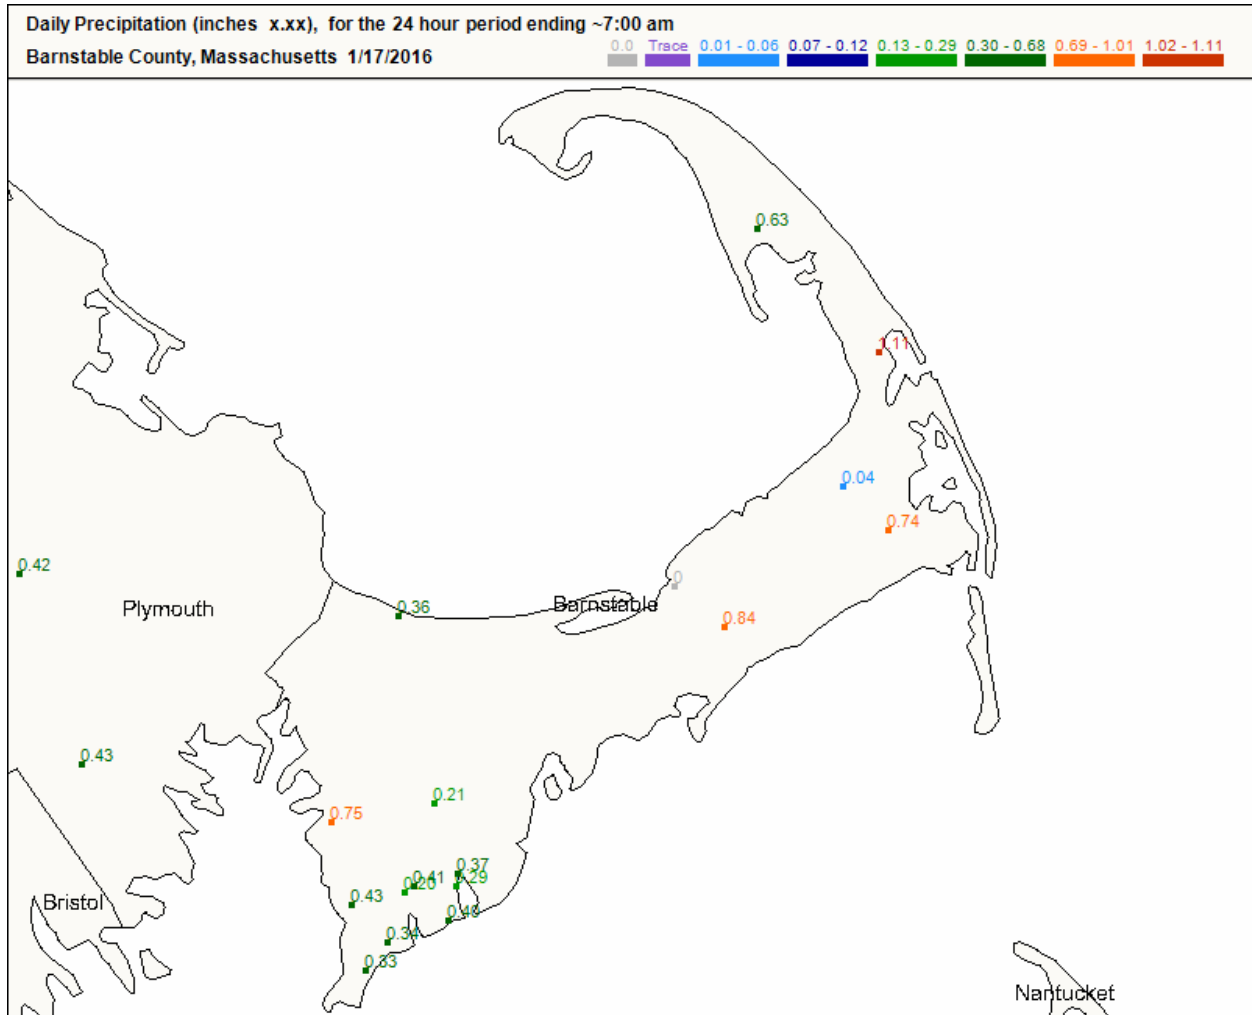 Daily Precipitation (inches x.xx), for the 24 hour period ending ~7:00 am
Barnstable County, Massachusetts 1/17/2016
0.0 Trace 0.01 - 0.06 0.07 - 0.12 0.13 - 0.29 0.30 - 0.68 0.69 - 1.01 1.02 - 1.11
0.63
1.11
0.04
0.74
0.42
0
Plymouth
0.36
Barnstable
0.84
0.43
0.21
0.75
0.37
0.41
0.20
0.29
0.43
Bristol
0.40
0.34
0.33
Nantucket